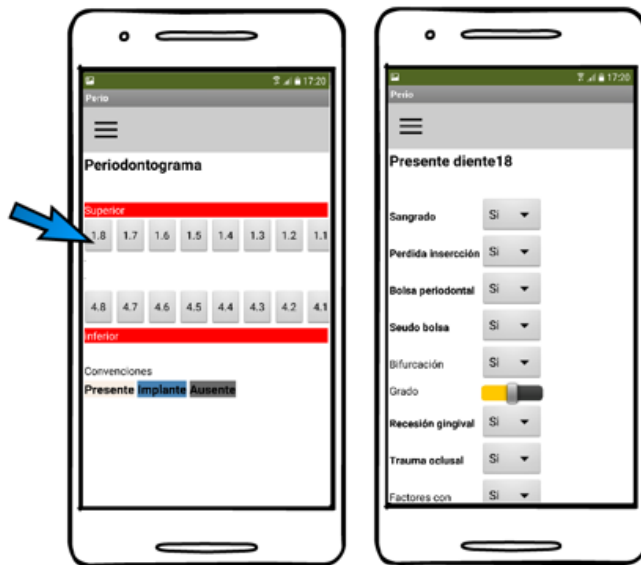 17:20
Perio
Periodontograma
Superior
1.8 1.7 1.6 1.5 1.4 1.3 1.2 1.1
4.8 4.7 4.6 4.5 4.4 4.3 4.2 4.1
inferior
Convenciones
Presente Implante Ausente
17:20
Perio
Presente diente18
Sangrado Si
Perdida insercción Si
Bolsa periodontal Si
Seudo bolsa Si
Bifurcación Si
Grado
Recesión gingival Si
Trauma oclusal Si
Factores con Si